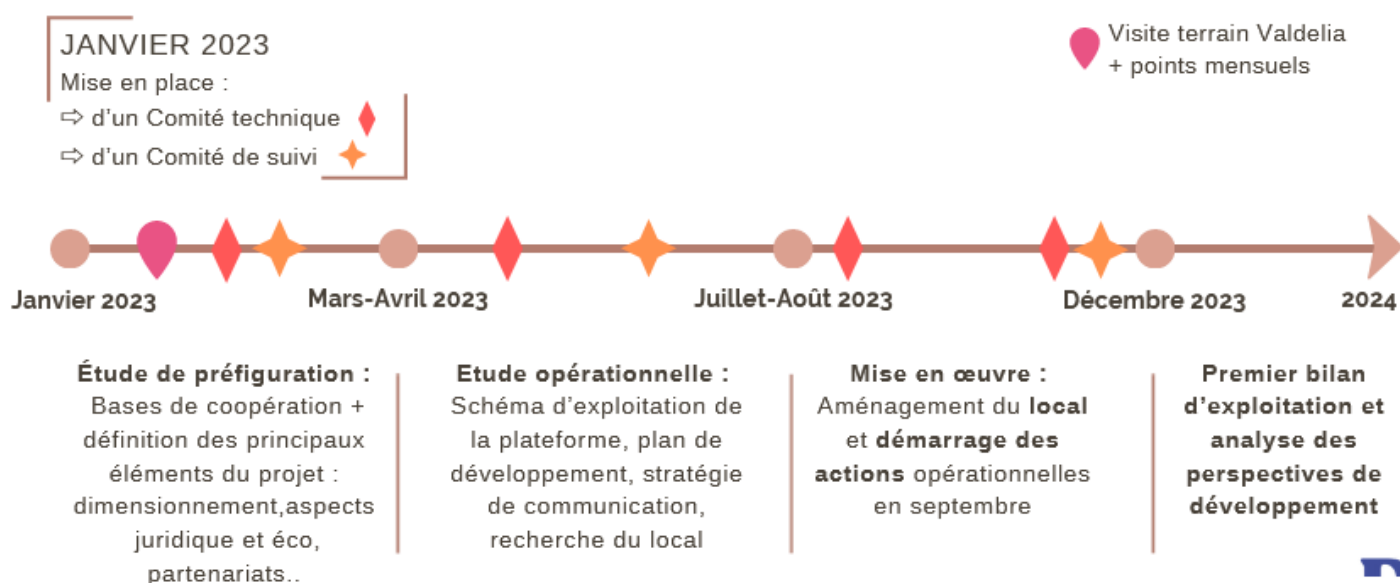 JANVIER 2023
Mise en place :
⇨ d'un Comité technique
⇨ d'un Comité de suivi
Visite terrain Valdelia
+ points mensuels
Janvier 2023
Mars-Avril 2023
Juillet-Août 2023
Décembre 2023
2024
Étude de préfiguration :
Bases de coopération +
définition des principaux
éléments du projet :
dimensionnement,aspects
juridique et éco,
partenariats..
Etude opérationnelle :
Schéma d'exploitation de
la plateforme, plan de
développement, stratégie
de communication,
recherche du local
Mise en œuvre :
Aménagement du local
et démarrage des
actions opérationnelles
en septembre
Premier bilan
d'exploitation et
analyse des
perspectives de
développement